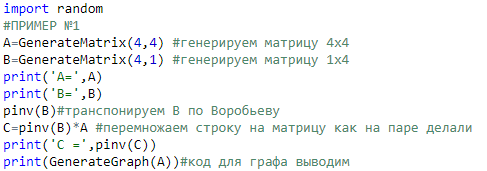 import random
#ПРИМЕР №1
A=GenerateMatrix(4,4) #генерируем матрицу 4x4
B=GenerateMatrix(4,1) #генерируем матрицу 1x4
print('A=',A)
print('B=',B)
pinv(B)#транспонируем B по Воробьеву
C=pinv(B)*A #перемножаем строку на матрицу как на паре делали
print('C =',pinv(C))
print(GenerateGraph(A))#код для графа выводим